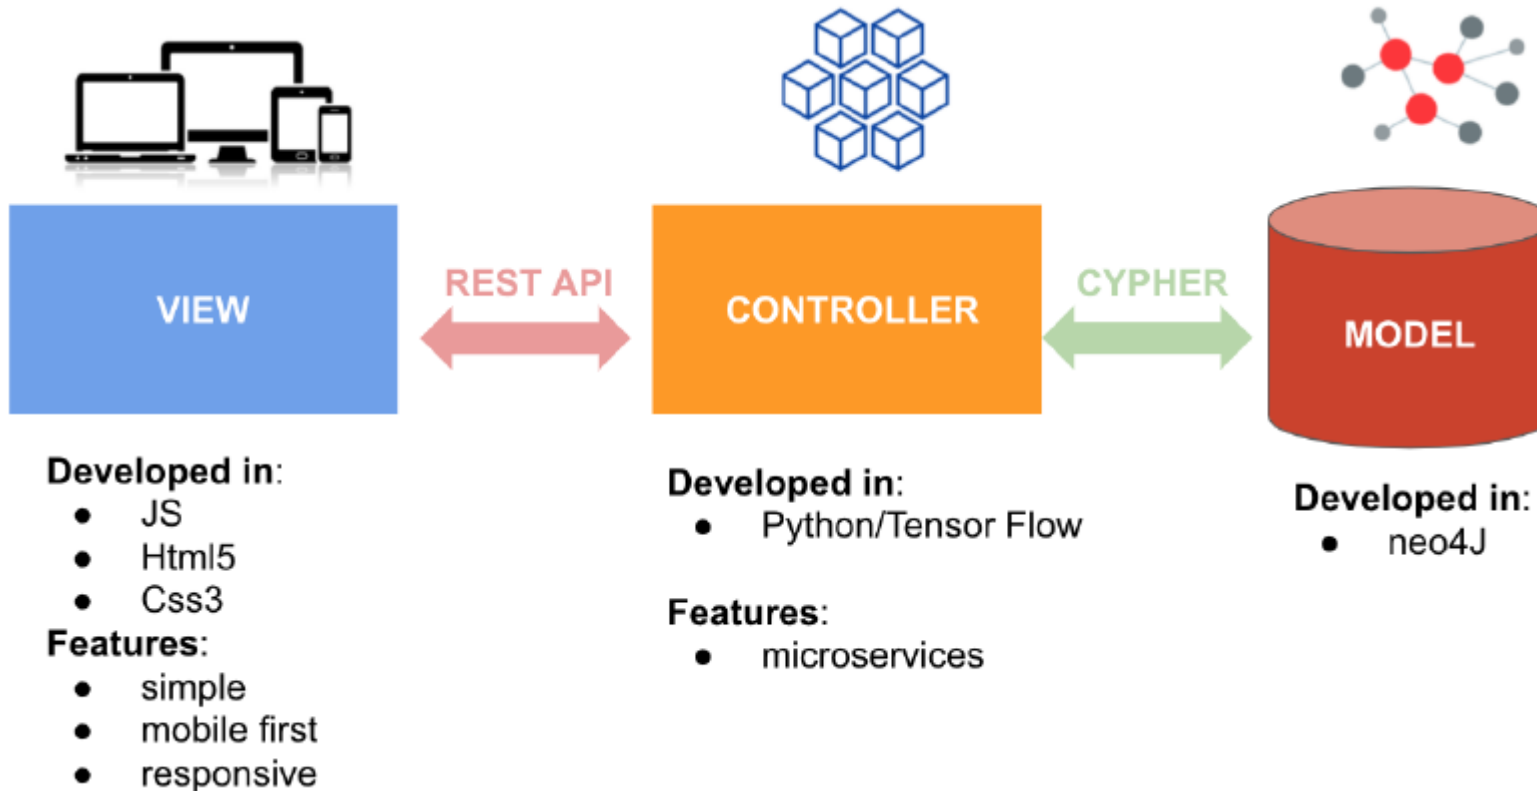 VIEW
REST API
CONTROLLER
CYPHER
MODEL
Developed in:
● JS
● Html5
● Css3
Features:
● simple
● mobile first
● responsive
Developed in:
● Python/Tensor Flow
Features:
● microservices
Developed in:
● neo4J